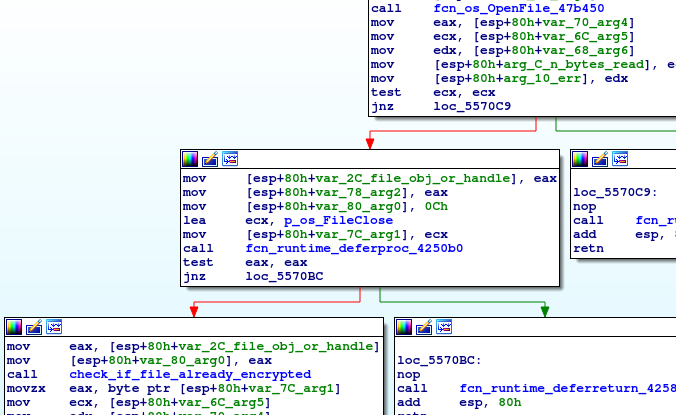 call fcn_os_OpenFile_47b450
mov eax, [esp+80h+var_70_arg4]
mov ecx, [esp+80h+var_6C_arg5]
mov edx, [esp+80h+var_68_arg6]
mov [esp+80h+arg_C_n_bytes_read],
mov [esp+80h+arg_10_err], edx
test ecx, ecx
jnz loc_5570C9
mov [esp+80h+var_2C_file_obj_or_handle], eax
mov [esp+80h+var_78_arg2], eax
mov [esp+80h+var_80_arg0], 0Ch
lea ecx, p_os_FileClose
mov [esp+80h+var_7C_arg1], ecx
call fcn_runtime_deferproc_4250b0
test eax, eax
jnz loc_5570BC
loc_5570C9:
nop
call
add esp,
retn
mov eax, [esp+80h+var_2C_file_obj_or_handle]
mov [esp+80h+var_80_arg0], eax
call check_if_file_already_encrypted
movzx eax, byte ptr [esp+80h+var_7C_arg1]
mov ecx, [esp+80h+var_6C_arg5]
loc_5570BC:
nop
call fcn_runtime_deferreturn_4258
add esp, 80h